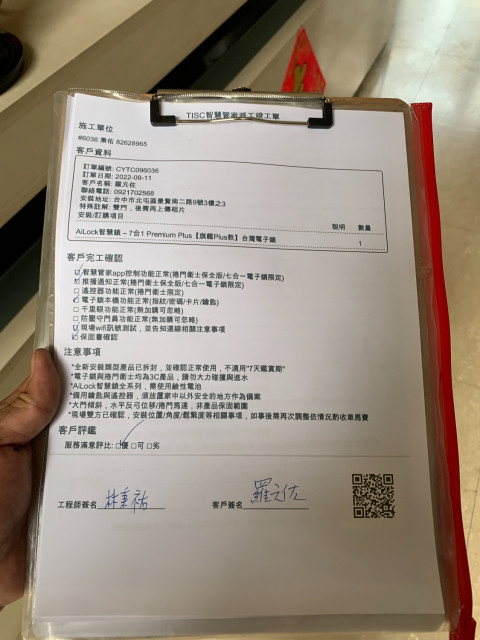 TISC智慧管家派工竣工單
施工單位
#6036 秉佑 82628965
客戶資料
訂單編號: CYTC096036
訂單日期: 2022-09-11
客戶名稱: 羅元佐
聯絡電話: 0921702568
安裝地址: 台中市北屯區景賢南二路9號3樓之3
特殊註解: 雙門，後需再上傳相片
安裝/訂購項目 說明 數量
AiLock智慧鎖 – 7合1 Premium Plus【旗艦Plus款】台灣電子鎖 1
客戶完工確認
☑智慧管家app控制功能正常(捲門衛士保全版/七合一電子鎖限定)
☑推播通知正常(捲門衛士保全版/七合一電子鎖限定)
□遙控器功能正常(捲門衛士限定)
☑電子鎖本機功能正常(指紋/密碼/卡片/鑰匙)
□千里眼功能正常(無加購可忽略)
□防壓守門員功能正常(無加購可忽略)
☑現場wifi訊號測試，並告知連線相關注意事項
☑保固書確認
注意事項
*全新安裝類型產品已拆封，並確認正常使用，不適用"7天鑑賞期"
*電子鎖與捲門衛士均為3C產品，請勿大力碰撞與進水
*AiLock智慧鎖全系列，需使用鹼性電池
*備用鑰匙與遙控器，須放置家中以外安全的地方作為備案
*大門傾斜，水平反弓位移/捲門馬達，非產品保固範圍
*現場雙方已確認，安裝位置/角度/鬆緊度等相關事項，如事後需再次調整依情況酌收車馬費
客戶評鑑
服務滿意評比: ☑優 □可 □劣
工程師簽名 林秉祐 客戶簽名 羅元佐